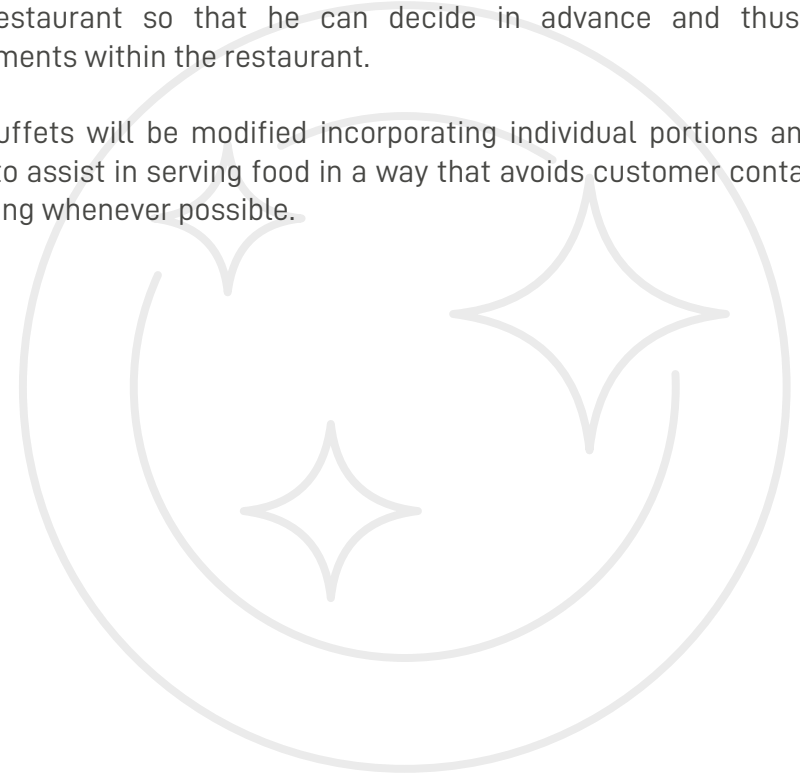 estaurant so that he can decide in advance and thus
ments within the restaurant.
uffets will be modified incorporating individual portions an
to assist in serving food in a way that avoids customer conta
ing whenever possible.